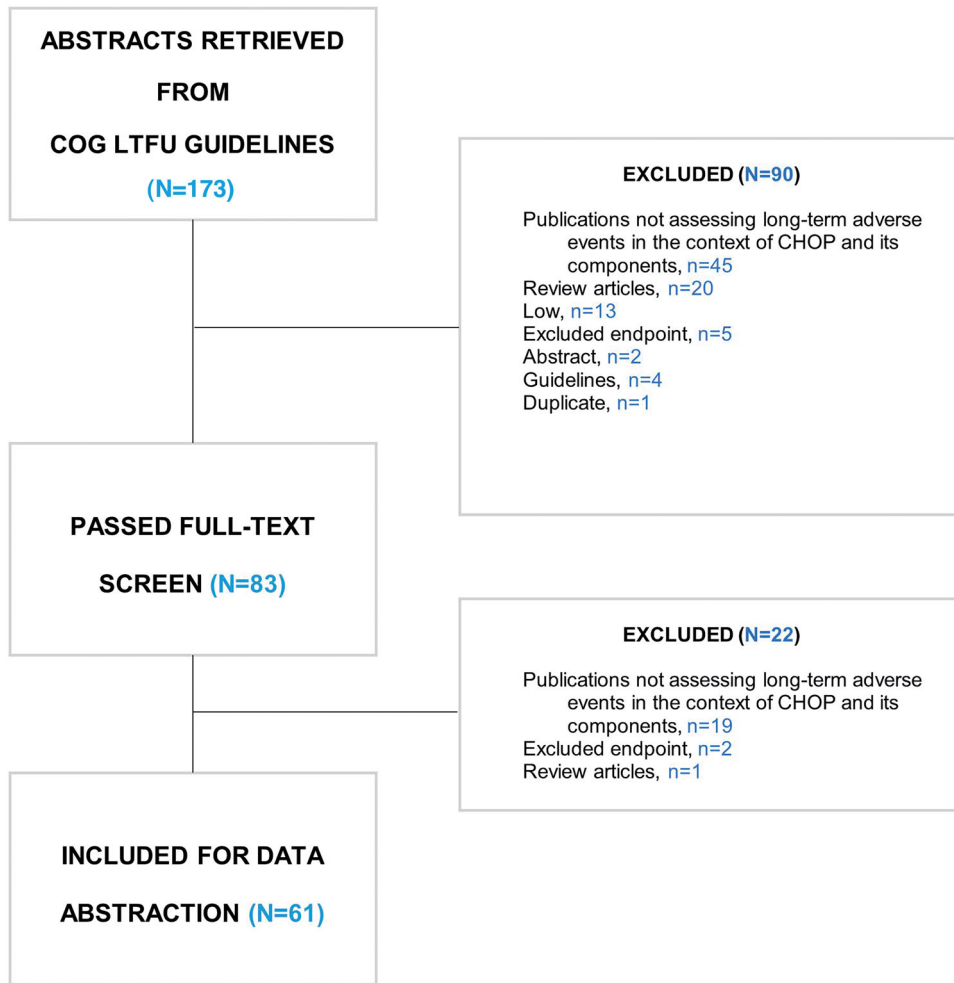 ABSTRACTS RETRIEVED
FROM
COG LTFU GUIDELINES
(N=173)
EXCLUDED (N=90)
Publications not assessing long-term adverse
events in the context of CHOP and its
components, n=45
Review articles, n=20
Low, n=13
Excluded endpoint, n=5
Abstract, n=2
Guidelines, n=4
Duplicate, n=1
PASSED FULL-TEXT
SCREEN (N=83)
EXCLUDED (N=22)
Publications not assessing long-term adverse
events in the context of CHOP and its
components, n=19
Excluded endpoint, n=2
Review articles, n=1
INCLUDED FOR DATA
ABSTRACTION (N=61)